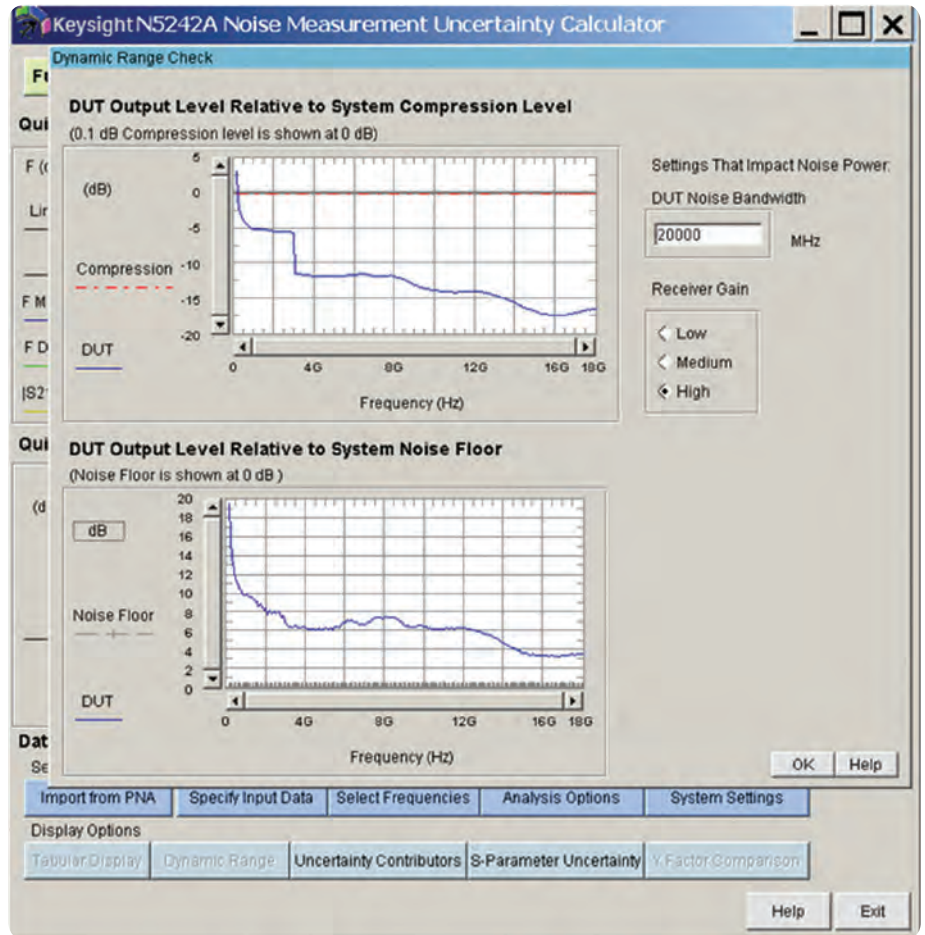 Keysight N5242A Noise Measurement Uncertainty Calculator
Dynamic Range Check
DUT Output Level Relative to System Compression Level
(0.1 dB Compression level is shown at 0 dB)
(dB)
Compression
DUT
5
0
-5
-10
-15
-20
0 4G 8G 12G 16G 18G
Frequency (Hz)
Settings That Impact Noise Power:
DUT Noise Bandwidth
20000 MHz
Receiver Gain
Low
Medium
High
DUT Output Level Relative to System Noise Floor
(Noise Floor is shown at 0 dB )
dB
Noise Floor
DUT
20
18
16
14
12
10
8
6
4
2
0
0 4G 8G 12G 16G 18G
Frequency (Hz)
OK Help
Qui
Lir
F M
F D
|S2
Qui
(d
Dat
Se
Import from PNA Specify Input Data Select Frequencies Analysis Options System Settings
Display Options
Tabular Display Dynamic Range Uncertainty Contributors S-Parameter Uncertainty Y Factor Comparison
Help Exit